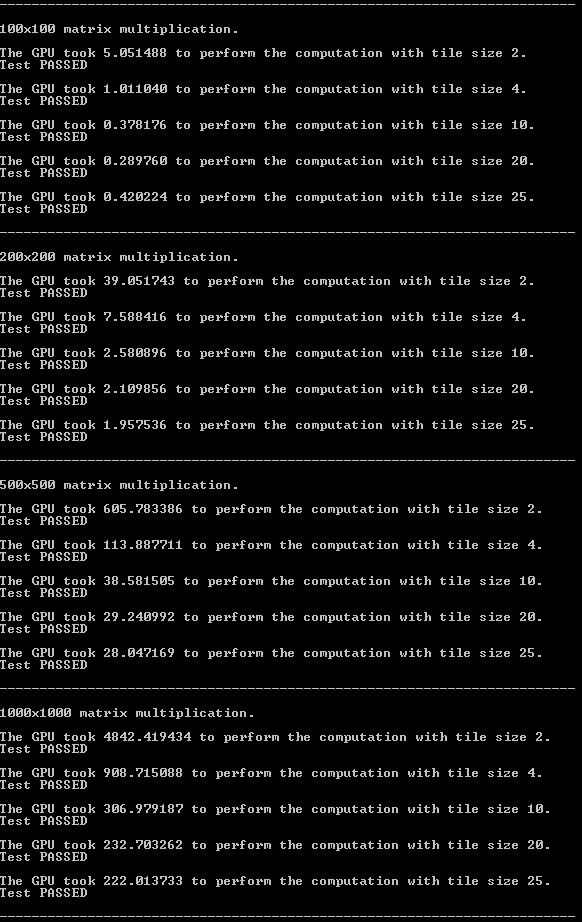 100x100 matrix multiplication.
The GPU took 5.051488 to perform the computation with tile size 2.
Test PASSED
The GPU took 1.011040 to perform the computation with tile size 4.
Test PASSED
The GPU took 0.378176 to perform the computation with tile size 10.
Test PASSED
The GPU took 0.289760 to perform the computation with tile size 20.
Test PASSED
The GPU took 0.420224 to perform the computation with tile size 25.
Test PASSED
200x200 matrix multiplication.
The GPU took 39.051743 to perform the computation with tile size 2.
Test PASSED
The GPU took 7.588416 to perform the computation with tile size 4.
Test PASSED
The GPU took 2.580896 to perform the computation with tile size 10.
Test PASSED
The GPU took 2.109856 to perform the computation with tile size 20.
Test PASSED
The GPU took 1.957536 to perform the computation with tile size 25.
Test PASSED
500x500 matrix multiplication.
The GPU took 605.783386 to perform the computation with tile size 2.
Test PASSED
The GPU took 113.887711 to perform the computation with tile size 4.
Test PASSED
The GPU took 38.581505 to perform the computation with tile size 10.
Test PASSED
The GPU took 29.240992 to perform the computation with tile size 20.
Test PASSED
The GPU took 28.047169 to perform the computation with tile size 25.
Test PASSED
1000x1000 matrix multiplication.
The GPU took 4842.419434 to perform the computation with tile size 2.
Test PASSED
The GPU took 908.715088 to perform the computation with tile size 4.
Test PASSED
The GPU took 306.979187 to perform the computation with tile size 10.
Test PASSED
The GPU took 232.703262 to perform the computation with tile size 20.
Test PASSED
The GPU took 222.013733 to perform the computation with tile size 25.
Test PASSED